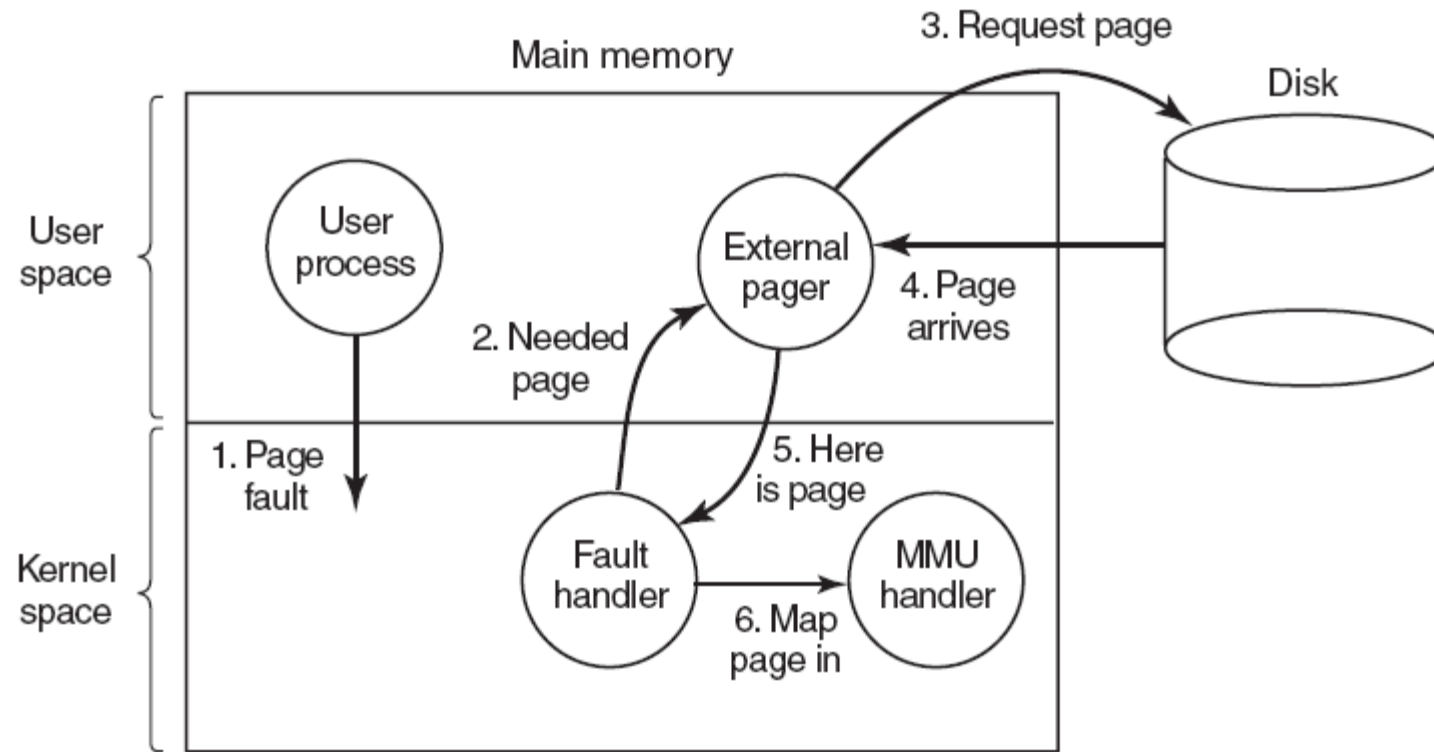 3. Request page
Main memory
Disk
User
space
User
process
External
pager
4. Page
arrives
2. Needed
page
1. Page
fault
5. Here
is page
Kernel
space
Fault
handler
MMU
handler
6. Map
page in